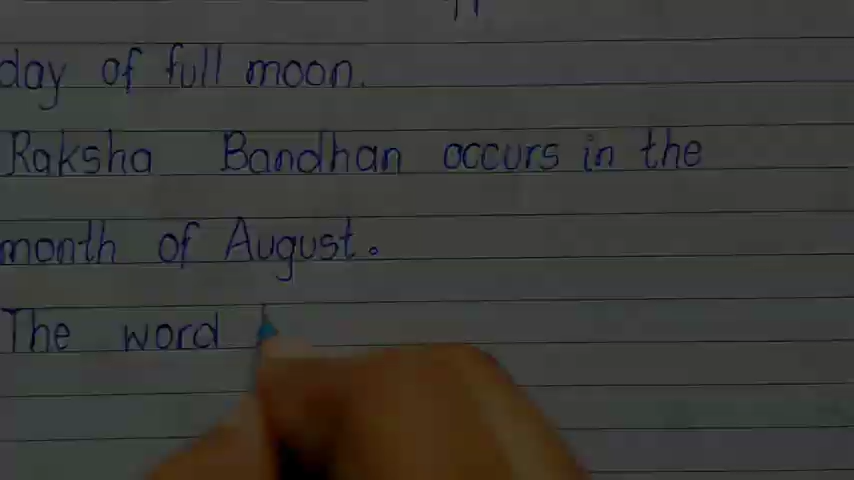 day of full moon.
Raksha Bandhan occurs in the
month of August.
The word